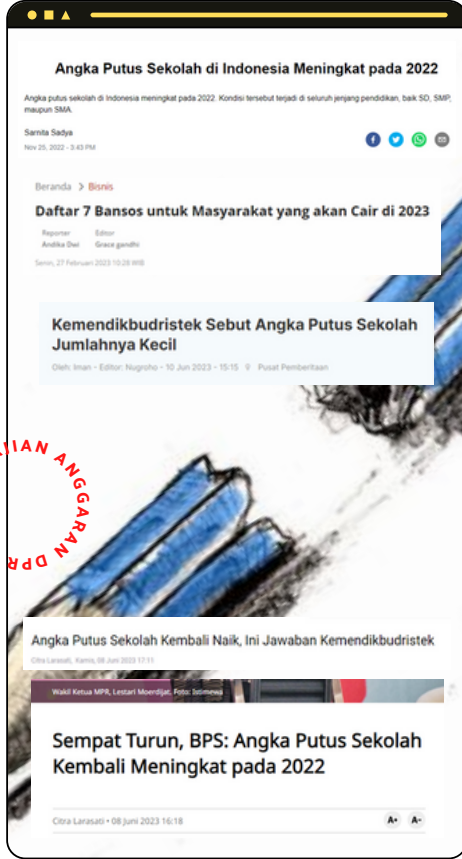 Angka Putus Sekolah di Indonesia Meningkat pada 2022
Angka putus sekolah di Indonesia meningkat pada 2022. Kondisi tersebut terjadi di seluruh jenjang pendidikan, baik SD, SMP,
maupun SMA.
Sarnita Sadya
Nov 25, 2022 - 3.43 PM
Beranda > Bisnis
Daftar 7 Bansos untuk Masyarakat yang akan Cair di 2023
Reporter Editor
Andika Dwi Grace gandhi
Senin, 27 Februari 2023 10:28 WIB
Kemendikbudristek Sebut Angka Putus Sekolah
Jumlahnya Kecil
Oleh: Iman - Editor: Nugroho - 10 Jun 2023 - 15:15 Pusat Pemberitaan
JIAN ANGGARAN DPR
Angka Putus Sekolah Kembali Naik, Ini Jawaban Kemendikbudristek
Citra Larasati, Kamis, 08 Juni 2023 17:11
Wakil Ketua MPR, Lestari Moerdijat. Foto: Istimewa
Sempat Turun, BPS: Angka Putus Sekolah
Kembali Meningkat pada 2022
Citra Larasati • 08 Juni 2023 16:18
A+ A-